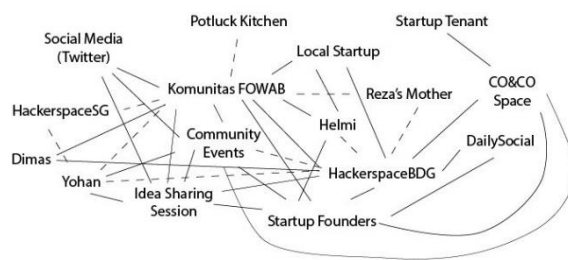 Potluck Kitchen
Startup Tenant
Social Media
(Twitter)
Local Startup
Komunitas FOWAB
CO&CO
Space
HackerspaceSG
Reza's Mother
Helmi
Community
Events
DailySocial
Dimas
Yohan
HackerspaceBDG
Idea Sharing
Session
Startup Founders